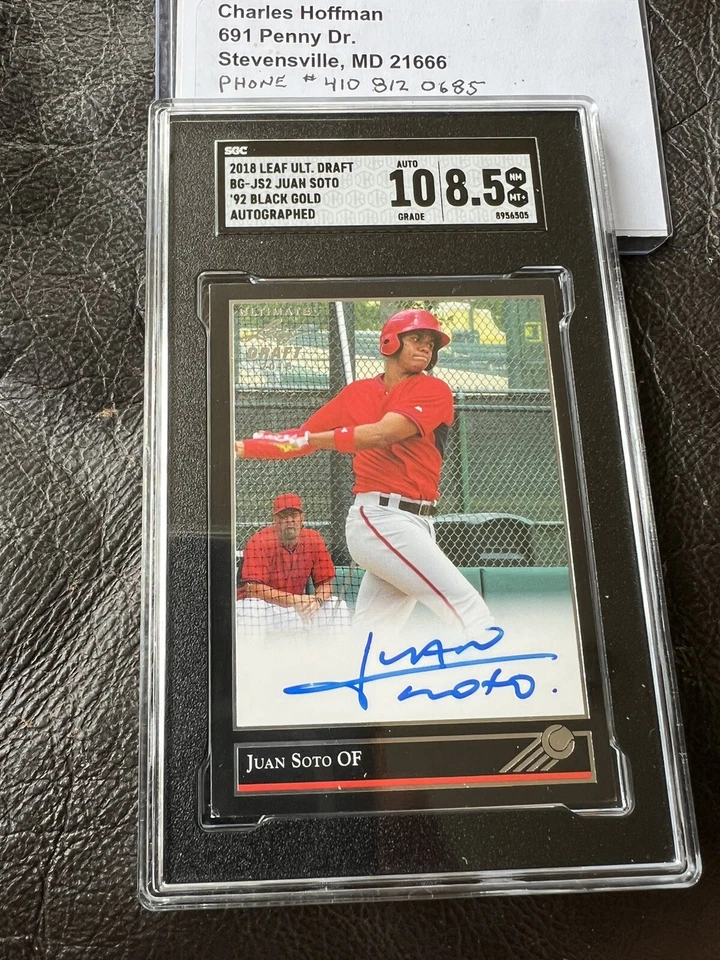 Charles Hoffman
691 Penny Dr.
Stevensville, MD 21666
PHONE # 410 812 0685
SGC
2018 LEAF ULT. DRAFT
BG-JS2 JUAN SOTO
'92 BLACK GOLD
AUTOGRAPHED
AUTO
10
GRADE
8.5
NM
MT+
8956505
ULTIMATE
DRAFT
JUAN
SOTO.
JUAN SOTO OF